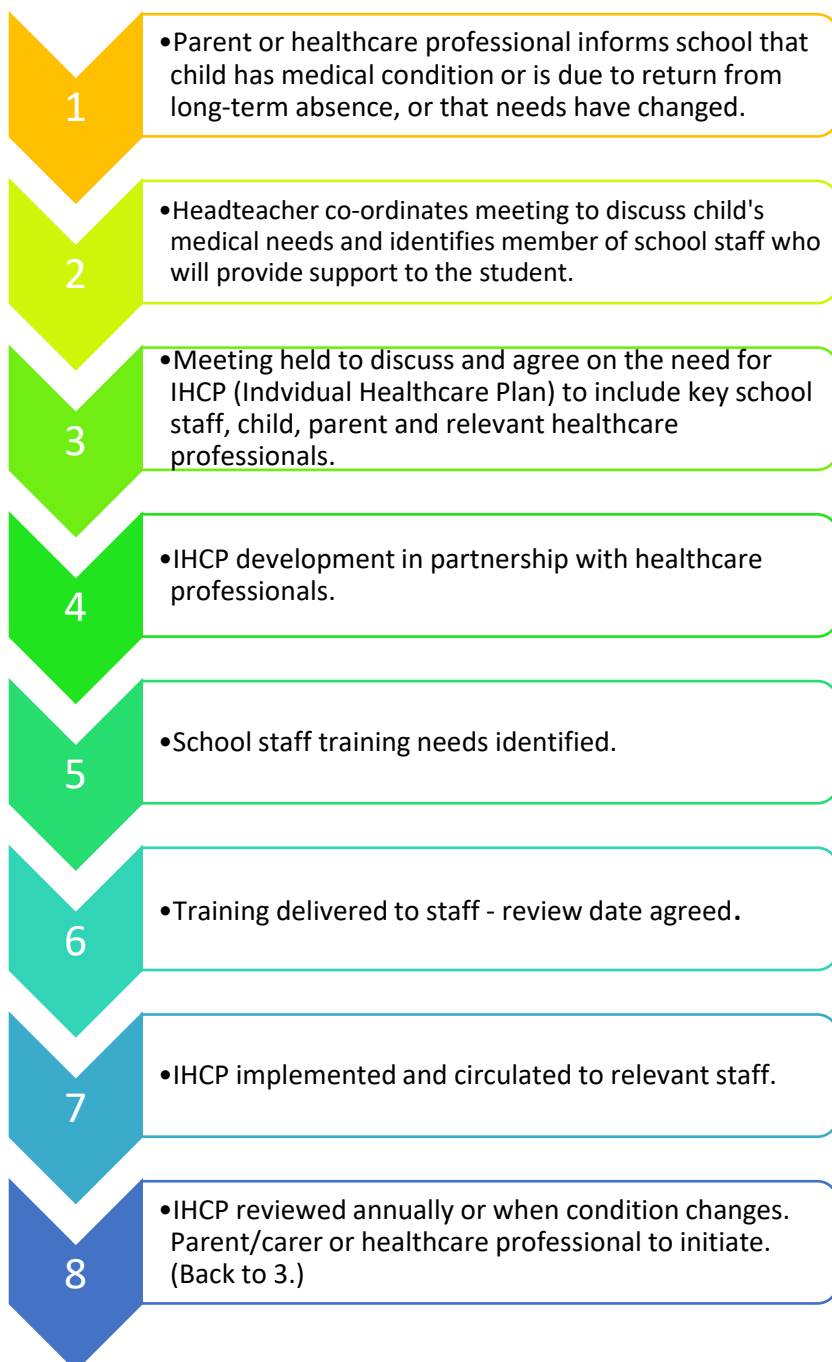 1
•Parent or healthcare professional informs school that
child has medical condition or is due to return from
long-term absence, or that needs have changed.
2
•Headteacher co-ordinates meeting to discuss child's
medical needs and identifies member of school staff who
will provide support to the student.
3
•Meeting held to discuss and agree on the need for
IHCP (Indvidual Healthcare Plan) to include key school
staff, child, parent and relevant healthcare
professionals.
4
•IHCP development in partnership with healthcare
professionals.
5
•School staff training needs identified.
6
•Training delivered to staff - review date agreed.
7
•IHCP implemented and circulated to relevant staff.
8
•IHCP reviewed annually or when condition changes.
Parent/carer or healthcare professional to initiate.
(Back to 3.)